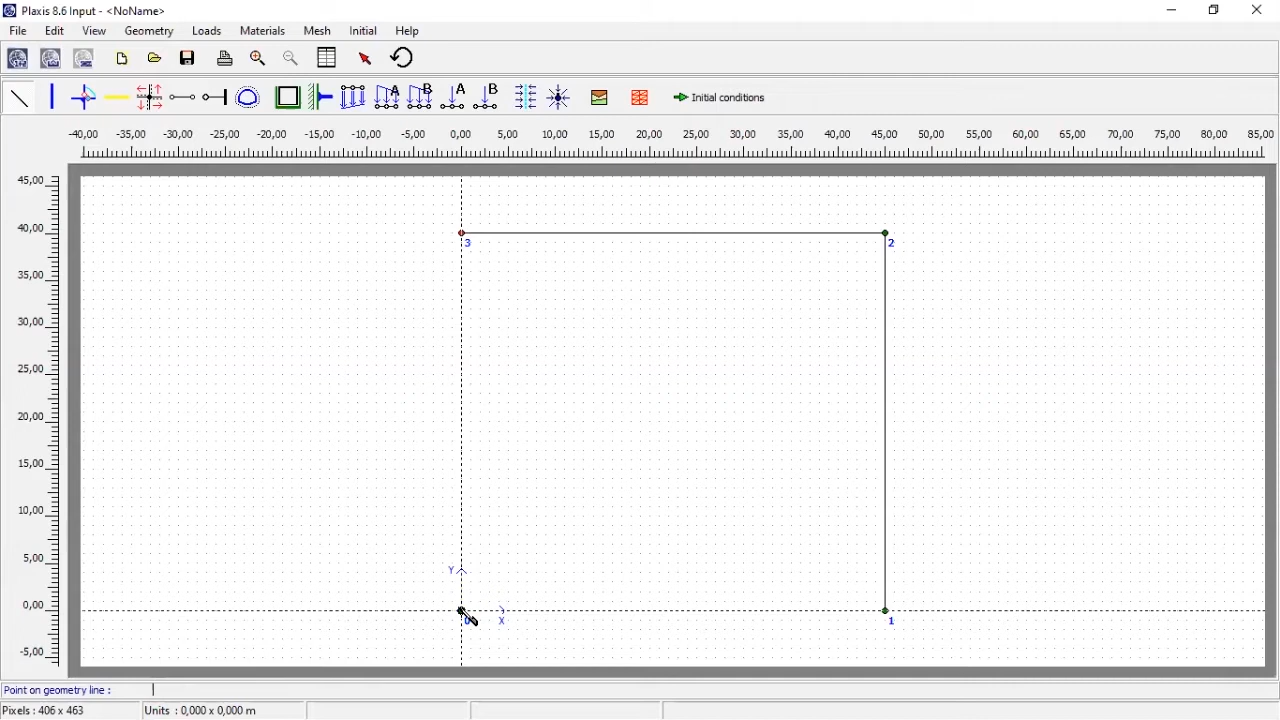 Plaxis 8.6 Input - <NoName>
File Edit View Geometry Loads Materials Mesh Initial Help
A B A B Initial conditions
-40,00 -35,00 -30,00 -25,00 -20,00 -15,00 -10,00 -5,00 0,00 5,00 10,00 15,00 20,00 25,00 30,00 35,00 40,00 45,00 50,00 55,00 60,00 65,00 70,00 75,00 80,00 85,00
45,00
40,00
3 2
35,00
30,00
25,00
20,00
15,00
10,00
5,00
Y
0,00
0 X 1
-5,00
Point on geometry line :
Pixels : 406 x 463 Units : 0,000 x 0,000 m